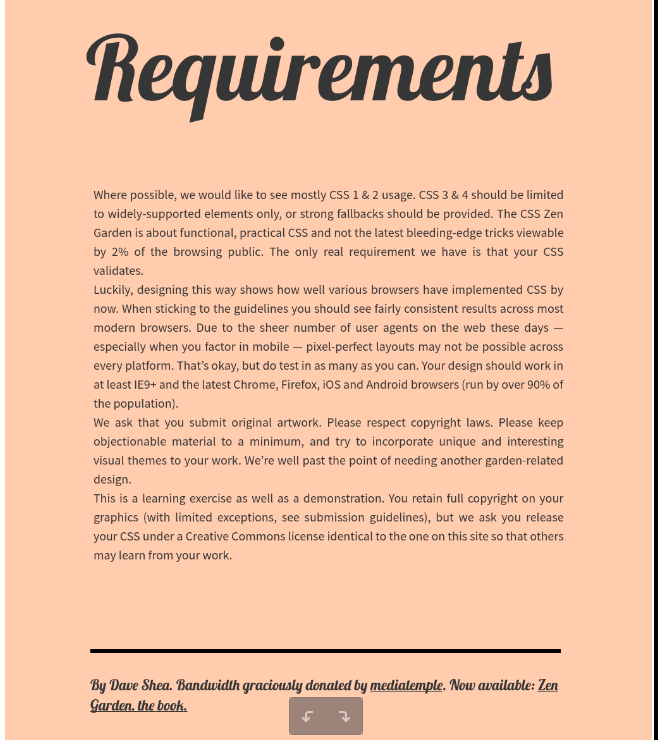 Requirements
Where possible, we would like to see mostly CSS 1 & 2 usage. CSS 3 & 4 should be limited
to widely-supported elements only, or strong fallbacks should be provided. The CSS Zen
Garden is about functional, practical CSS and not the latest bleeding-edge tricks viewable
by 2% of the browsing public. The only real requirement we have is that your CSS
validates.
Luckily, designing this way shows how well various browsers have implemented CSS by
now. When sticking to the guidelines you should see fairly consistent results across most
modern browsers. Due to the sheer number of user agents on the web these days —
especially when you factor in mobile — pixel-perfect layouts may not be possible across
every platform. That’s okay, but do test in as many as you can. Your design should work in
at least IE9+ and the latest Chrome, Firefox, iOS and Android browsers (run by over 90% of
the population).
We ask that you submit original artwork. Please respect copyright laws. Please keep
objectionable material to a minimum, and try to incorporate unique and interesting
visual themes to your work. We’re well past the point of needing another garden-related
design.
This is a learning exercise as well as a demonstration. You retain full copyright on your
graphics (with limited exceptions, see submission guidelines), but we ask you release
your CSS under a Creative Commons license identical to the one on this site so that others
may learn from your work.
By Dave Shea. Bandwidth graciously donated by mediatemple. Now available: Zen
Garden, the book.